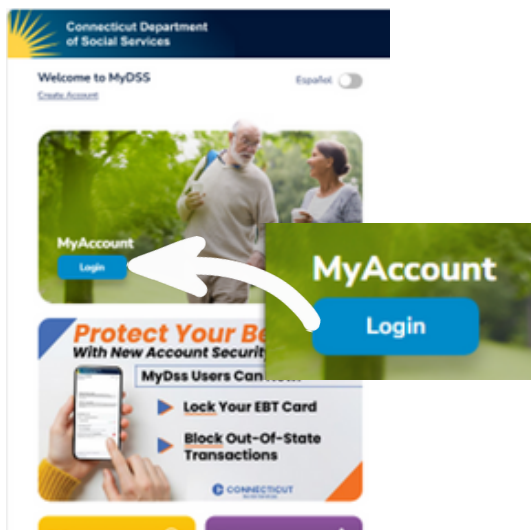 Connecticut Department
of Social Services
Welcome to MyDSS
Español
Create Account
MyAccount
Login
MyAccount
Login
Protect Your Be
With New Account Securit
MyDss Users Can
Lock Your EBT Card
Block Out-Of-State
Transactions
CONNECTICUT